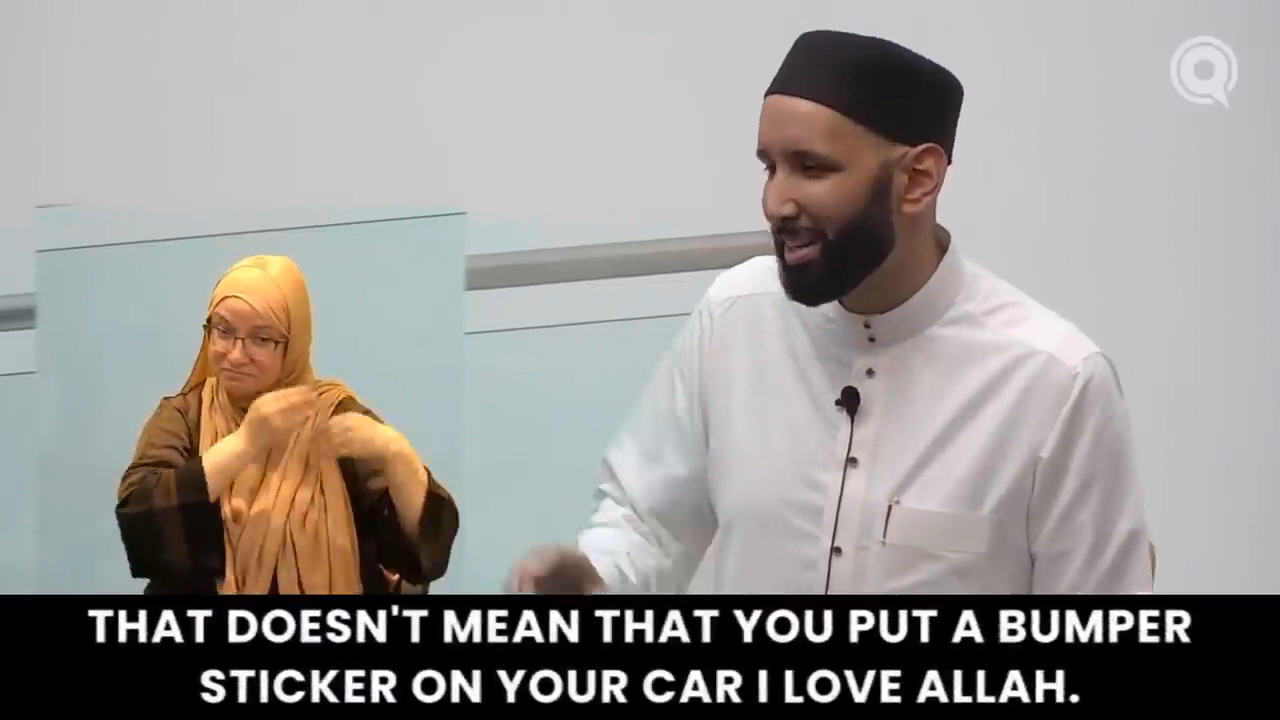 THAT DOESN'T MEAN THAT YOU PUT A BUMPER
STICKER ON YOUR CAR I LOVE ALLAH.